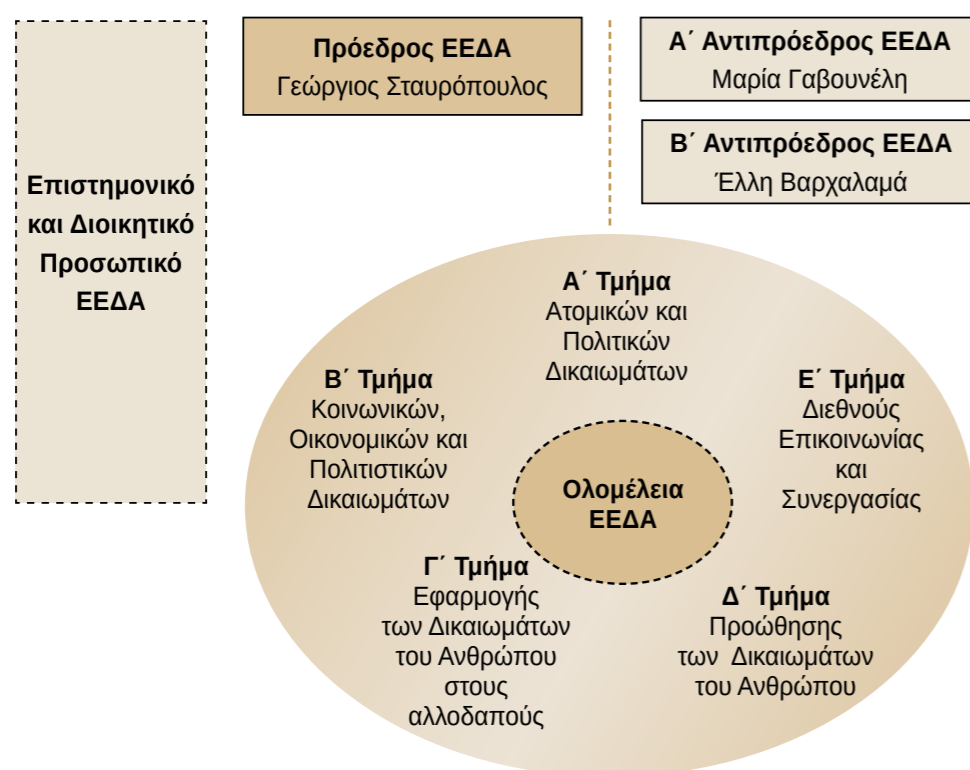 Επιστημονικό
και Διοικητικό
Προσωπικό
ΕΕΔΑ
Πρόεδρος ΕΕΔΑ
Γεώργιος Σταυρόπουλος
Α΄ Αντιπρόεδρος ΕΕΔΑ
Μαρία Γαβουνέλη
Β΄ Αντιπρόεδρος ΕΕΔΑ
Έλλη Βαρχαλαμά
Α΄ Τμήμα
Ατομικών και
Πολιτικών
Δικαιωμάτων
Β΄ Τμήμα
Κοινωνικών,
Οικονομικών και
Πολιτιστικών
Δικαιωμάτων
Ε΄ Τμήμα
Διεθνούς
Επικοινωνίας
και
Συνεργασίας
Ολομέλεια
ΕΕΔΑ
Γ΄ Τμήμα
Εφαρμογής
των Δικαιωμάτων
του Ανθρώπου
στους
αλλοδαπούς
Δ΄ Τμήμα
Προώθησης
των Δικαιωμάτων
του Ανθρώπου